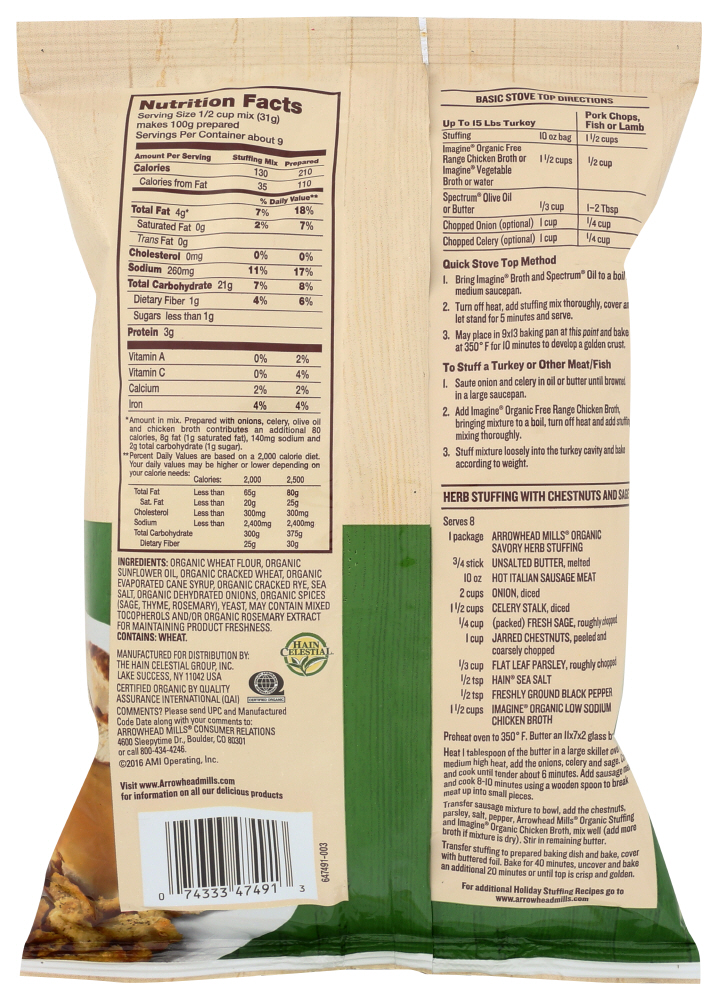 Nutrition Facts
Serving Size 1/2 cup mix (31g)
makes 100g prepared
Servings Per Container about 9
Amount Per Serving Stuffing Mix Prepared
Calories 130 210
Calories from Fat 35 110
% Daily Value**
Total Fat 4g* 7% 18%
Saturated Fat 0g 2% 7%
Trans Fat 0g
Cholesterol 0mg 0% 0%
Sodium 260mg 11% 17%
Total Carbohydrate 21g 7% 8%
Dietary Fiber 1g 4% 6%
Sugars less than 1g
Protein 3g
Vitamin A 0% 2%
Vitamin C 0% 4%
Calcium 2% 2%
Iron 4% 4%
*Amount in mix. Prepared with onions, celery, olive oil
and chicken broth contributes an additional 80
calories, 8g fat (1g saturated fat), 140mg sodium and
2g total carbohydrate (1g sugar).
**Percent Daily Values are based on a 2,000 calorie diet.
Your daily values may be higher or lower depending on
your calorie needs:
Calories: 2,000 2,500
Total Fat Less than 65g 80g
Sat. Fat Less than 20g 25g
Cholesterol Less than 300mg 300mg
Sodium Less than 2,400mg 2,400mg
Total Carbohydrate 300g 375g
Dietary Fiber 25g 30g
INGREDIENTS: ORGANIC WHEAT FLOUR, ORGANIC
SUNFLOWER OIL, ORGANIC CRACKED WHEAT, ORGANIC
EVAPORATED CANE SYRUP, ORGANIC CRACKED RYE, SEA
SALT, ORGANIC DEHYDRATED ONIONS, ORGANIC SPICES
(SAGE, THYME, ROSEMARY), YEAST, MAY CONTAIN MIXED
TOCOPHEROLS AND/OR ORGANIC ROSEMARY EXTRACT
FOR MAINTAINING PRODUCT FRESHNESS.
CONTAINS: WHEAT.
MANUFACTURED FOR DISTRIBUTION BY:
THE HAIN CELESTIAL GROUP, INC.
LAKE SUCCESS, NY 11042 USA
CERTIFIED ORGANIC BY QUALITY
ASSURANCE INTERNATIONAL (QAI)
HAIN
CELESTIAL
CERTIFIED ORGANIC
COMMENTS? Please send UPC and Manufactured
Code Date along with your comments to:
ARROWHEAD MILLS® CONSUMER RELATIONS
4600 Sleepytime Dr., Boulder, CO 80301
or call 800-434-4246.
©2016 AMI Operating, Inc.
Visit www.Arrowheadmills.com
for information on all our delicious products
0 74333 47491 3
647491-003
BASIC STOVE TOP DIRECTIONS
Up To 15 Lbs Turkey Pork Chops,
Fish or Lamb
Stuffing 10 oz bag 1 1/2 cups
Imagine® Organic Free
Range Chicken Broth or 1 1/2 cups 1/2 cup
Imagine® Vegetable
Broth or water
Spectrum® Olive Oil
or Butter 1/3 cup 1-2 Tbsp
Chopped Onion (optional) 1 cup 1/4 cup
Chopped Celery (optional) 1 cup 1/4 cup
Quick Stove Top Method
1. Bring Imagine® Broth and Spectrum® Oil to a boil
medium saucepan.
2. Turn off heat, add stuffing mix thoroughly, cover an
let stand for 5 minutes and serve.
3. May place in 9x13 baking pan at this point and bake
at 350° F for 10 minutes to develop a golden crust.
To Stuff a Turkey or Other Meat/Fish
1. Saute onion and celery in oil or butter until browned
in a large saucepan.
2. Add Imagine® Organic Free Range Chicken Broth,
bringing mixture to a boil, turn off heat and add stuffin
mixing thoroughly.
3. Stuff mixture loosely into the turkey cavity and bake
according to weight.
HERB STUFFING WITH CHESTNUTS AND SAGE
Serves 8
1 package ARROWHEAD MILLS® ORGANIC
SAVORY HERB STUFFING
3/4 stick UNSALTED BUTTER, melted
10 oz HOT ITALIAN SAUSAGE MEAT
2 cups ONION, diced
1 1/2 cups CELERY STALK, diced
1/4 cup (packed) FRESH SAGE, roughly chopped
1 cup JARRED CHESTNUTS, peeled and
coarsely chopped
1/3 cup FLAT LEAF PARSLEY, roughly chopped
1/2 tsp HAIN® SEA SALT
1/2 tsp FRESHLY GROUND BLACK PEPPER
1 1/2 cups IMAGINE® ORGANIC LOW SODIUM
CHICKEN BROTH
Preheat oven to 350° F. Butter an 11x7x2 glass b
Heat 1 tablespoon of the butter in a large skillet ov
medium high heat, add the onions, celery and sage.
and cook until tender about 6 minutes. Add sausage
and cook 8-10 minutes using a wooden spoon to break
meat up into small pieces.
Transfer sausage mixture to bowl, add the chestnuts,
parsley, salt, pepper, Arrowhead Mills® Organic Stuffing
and Imagine® Organic Chicken Broth, mix well (add more
broth if mixture is dry). Stir in remaining butter.
Transfer stuffing to prepared baking dish and bake, cover
with buttered foil. Bake for 40 minutes, uncover and bake
an additional 20 minutes or until top is crisp and golden.
For additional Holiday Stuffing Recipes go to
www.arrowheadmills.com